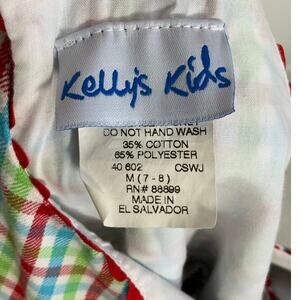 Kelly's Kids
DO NOT HAND WASH
35% COTTON
65% POLYESTER
40 602 CSWJ
M ( 7 - 8 )
RN# 88899
MADE IN
EL SALVADOR